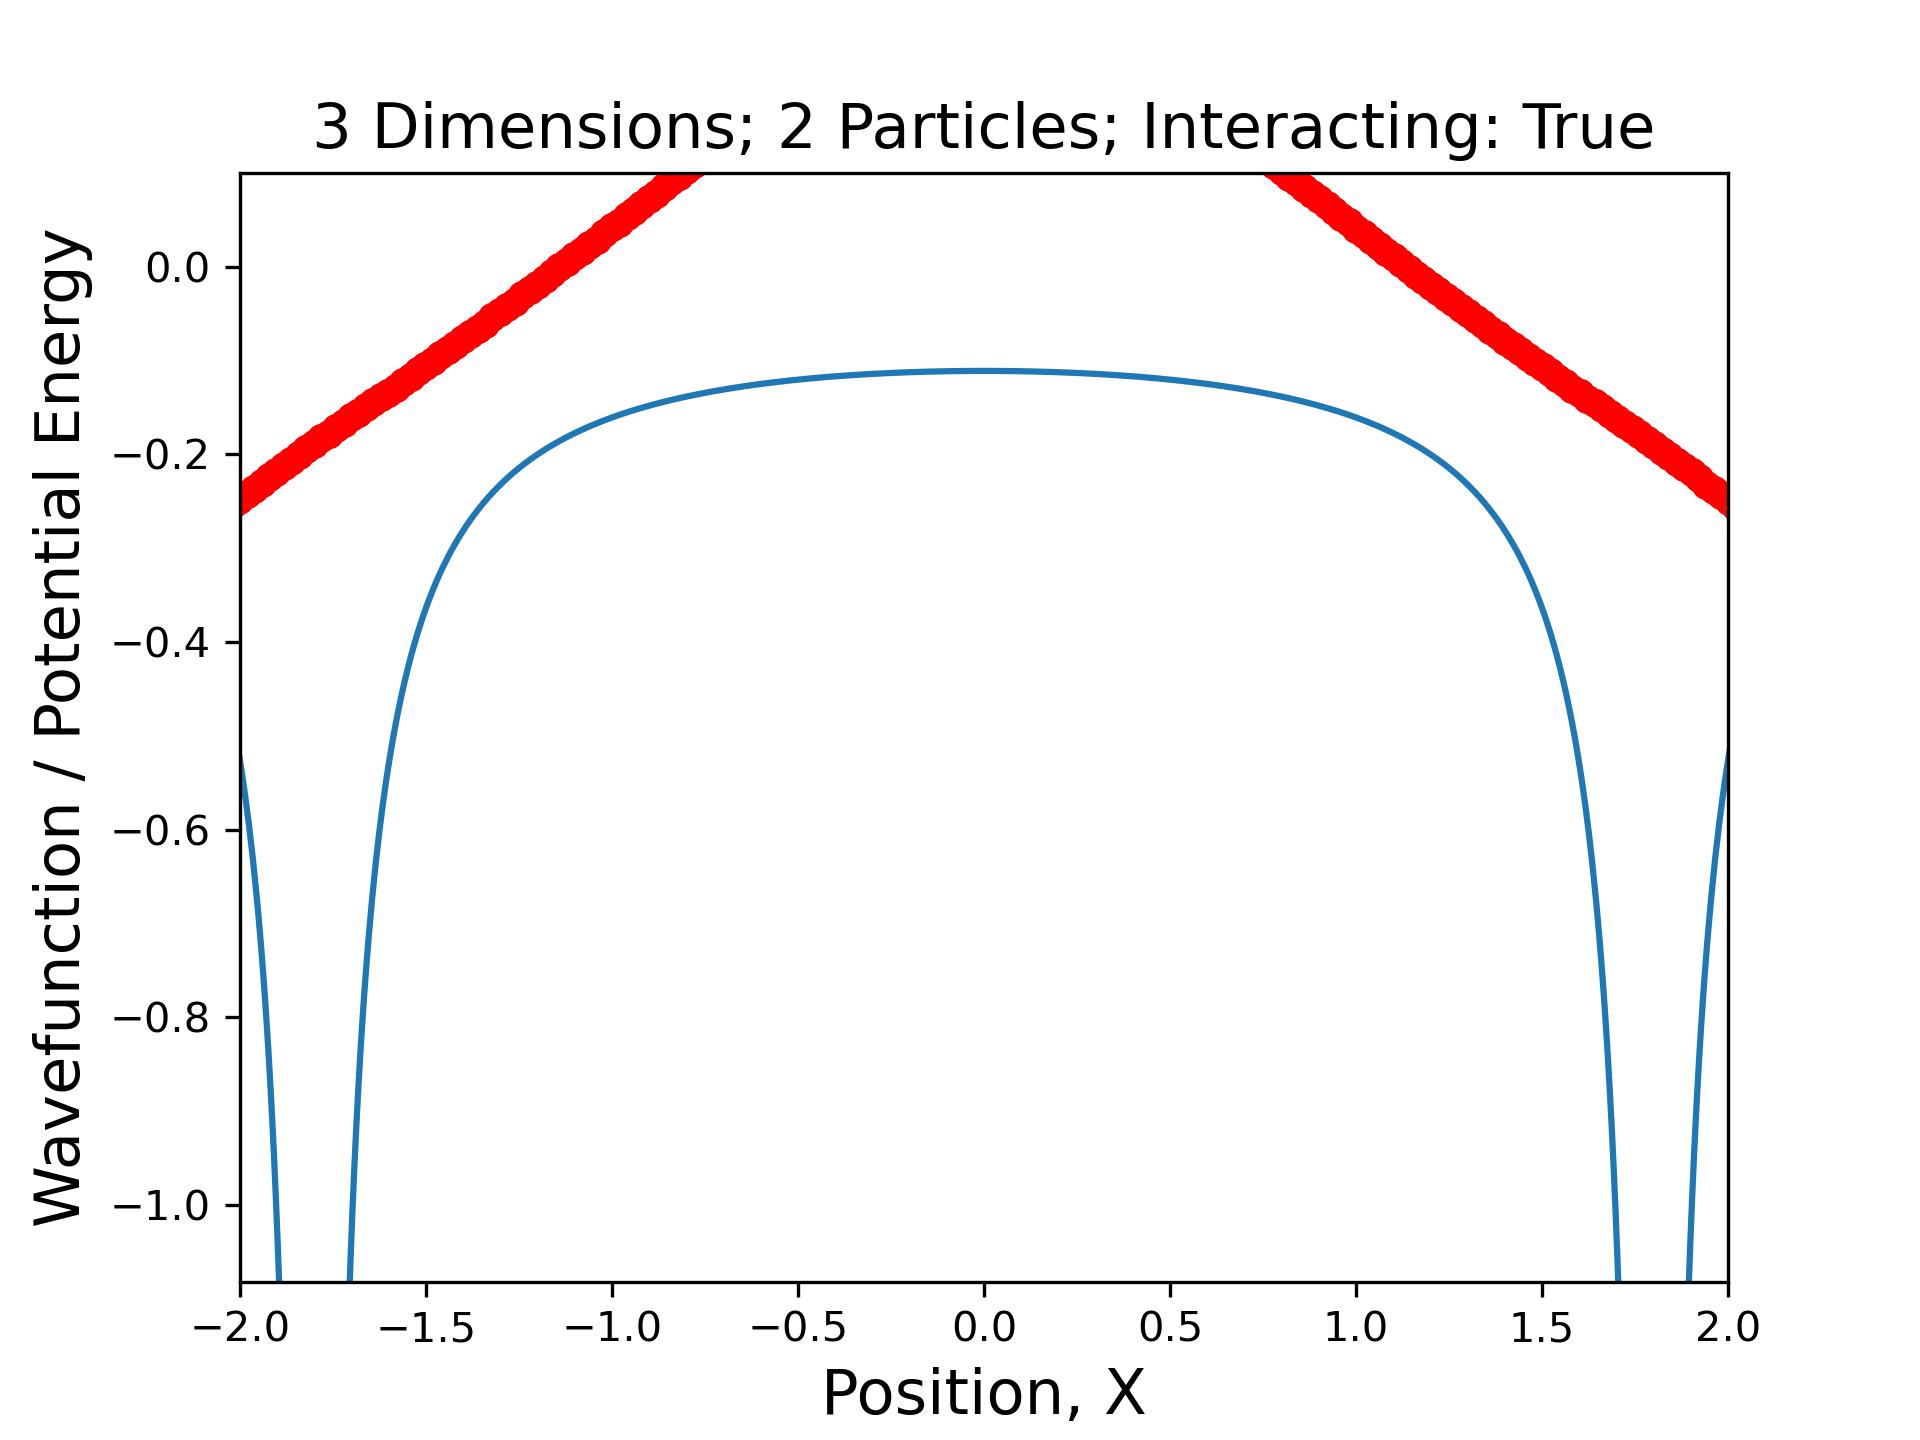 3 Dimensions; 2 Particles; Interacting: True
Wavefunction / Potential Energy
0.0
−0.2
−0.4
−0.6
−0.8
−1.0
−2.0 −1.5 −1.0 −0.5 0.0 0.5 1.0 1.5 2.0
Position, X